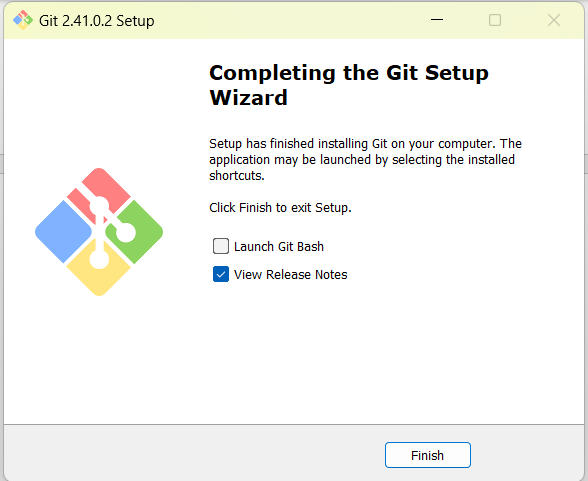 Git 2.41.0.2 Setup
Completing the Git Setup
Wizard
Setup has finished installing Git on your computer. The
application may be launched by selecting the installed
shortcuts.
Click Finish to exit Setup.
Launch Git Bash
View Release Notes
Finish